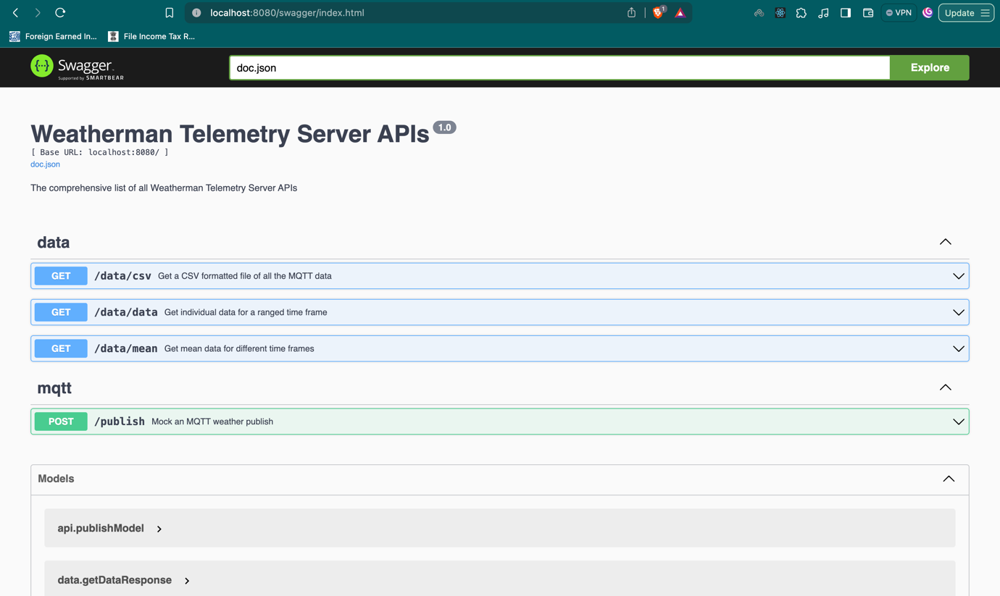 localhost:8080/swagger/index.html
1
VPN
Update
Foreign Earned In...
File Income Tax R...
{··} Swagger™
Supported by SMARTBEAR
doc.json
Explore
Weatherman Telemetry Server APIs 1.0
[ Base URL: localhost:8080/ ]
doc.json
The comprehensive list of all Weatherman Telemetry Server APIs
data
GET /data/csv Get a CSV formatted file of all the MQTT data
GET /data/data Get individual data for a ranged time frame
GET /data/mean Get mean data for different time frames
mqtt
POST /publish Mock an MQTT weather publish
Models
api.publishModel
data.getDataResponse